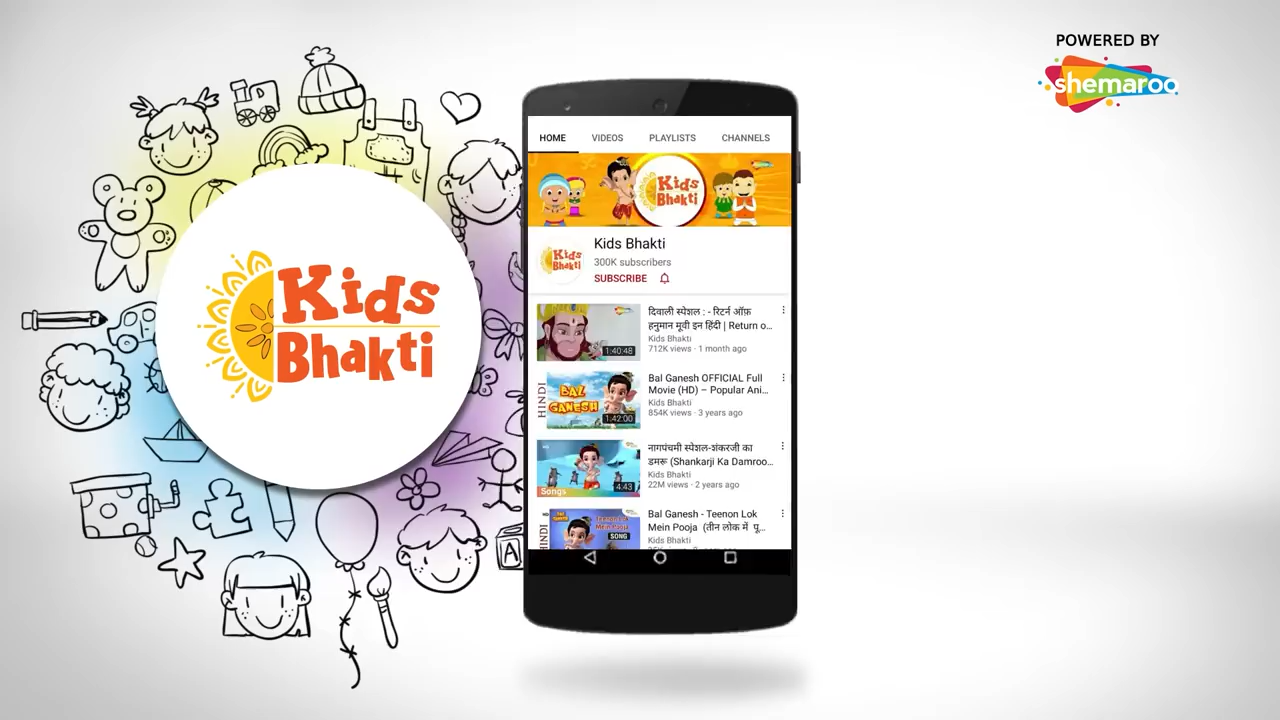 POWERED BY
shemaroo
Kids
Bhakti
HOME VIDEOS PLAYLISTS CHANNELS
Kids
Bhakti
Kids Bhakti
300K subscribers
SUBSCRIBE
Kids
Bhakti
दिवाली स्पेशल : - रिटर्न ऑफ़
हनुमान मूवी इन हिंदी | Return o...
Kids Bhakti
712K views · 1 month ago
1:40:48
HINDI
BAL
GANESH
1:42:00
Bal Ganesh OFFICIAL Full
Movie (HD) – Popular Ani...
Kids Bhakti
854K views · 3 years ago
नागपंचमी स्पेशल-शंकरजी का
डमरू (Shankarji Ka Damroo...
Kids Bhakti
22M views · 2 years ago
Songs
4:43
Bal Ganesh - Teenon Lok
Mein Pooja (तीन लोक में पू...
HINDI
Teenon Lok
Mein Pooja
SONG
A